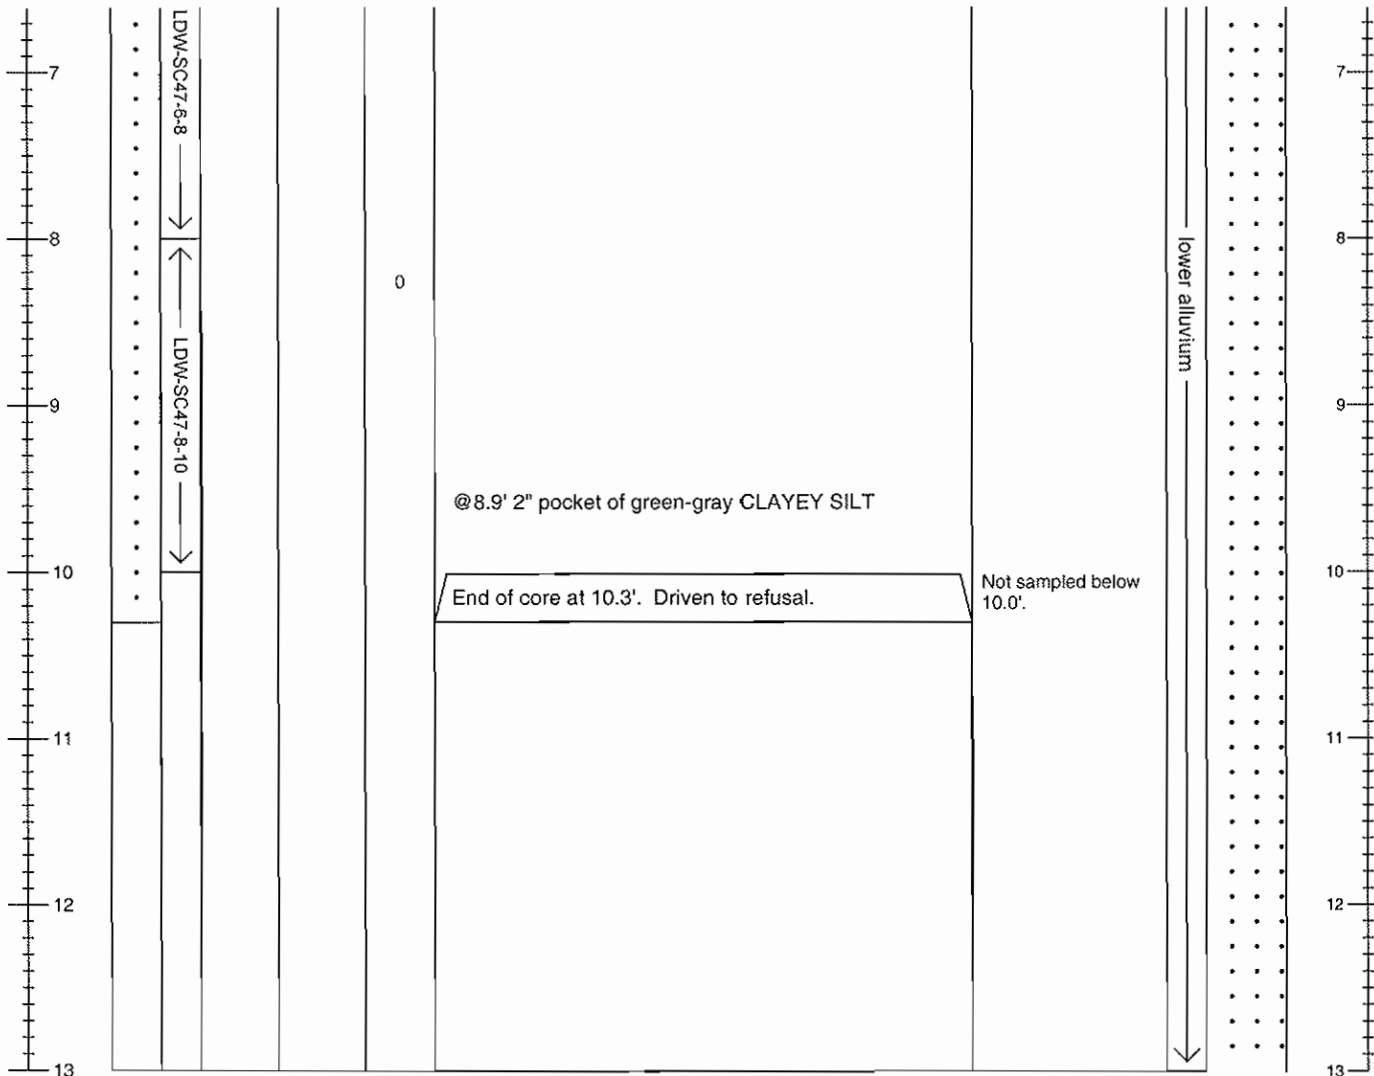 LDW-SC47-6-8
7
7
8
8
lower alluvium
0
LDW-SC47-8-10
9
9
@8.9' 2" pocket of green-gray CLAYEY SILT
10
10
End of core at 10.3'. Driven to refusal.
Not sampled below
10.0'.
11
11
12
12
13
13